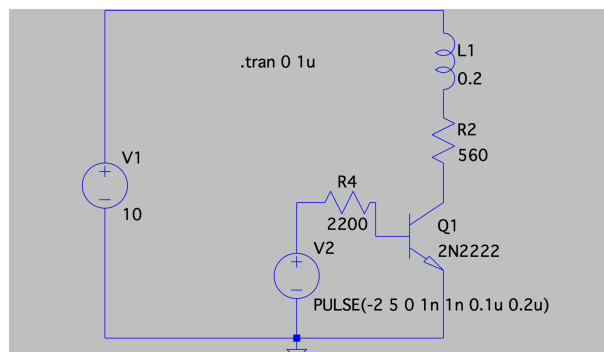 .tran 0 1u
L1
0.2
R2
560
V1
10
R4
2200
Q1
2N2222
V2
PULSE(-2 5 0 1n 1n 0.1u 0.2u)